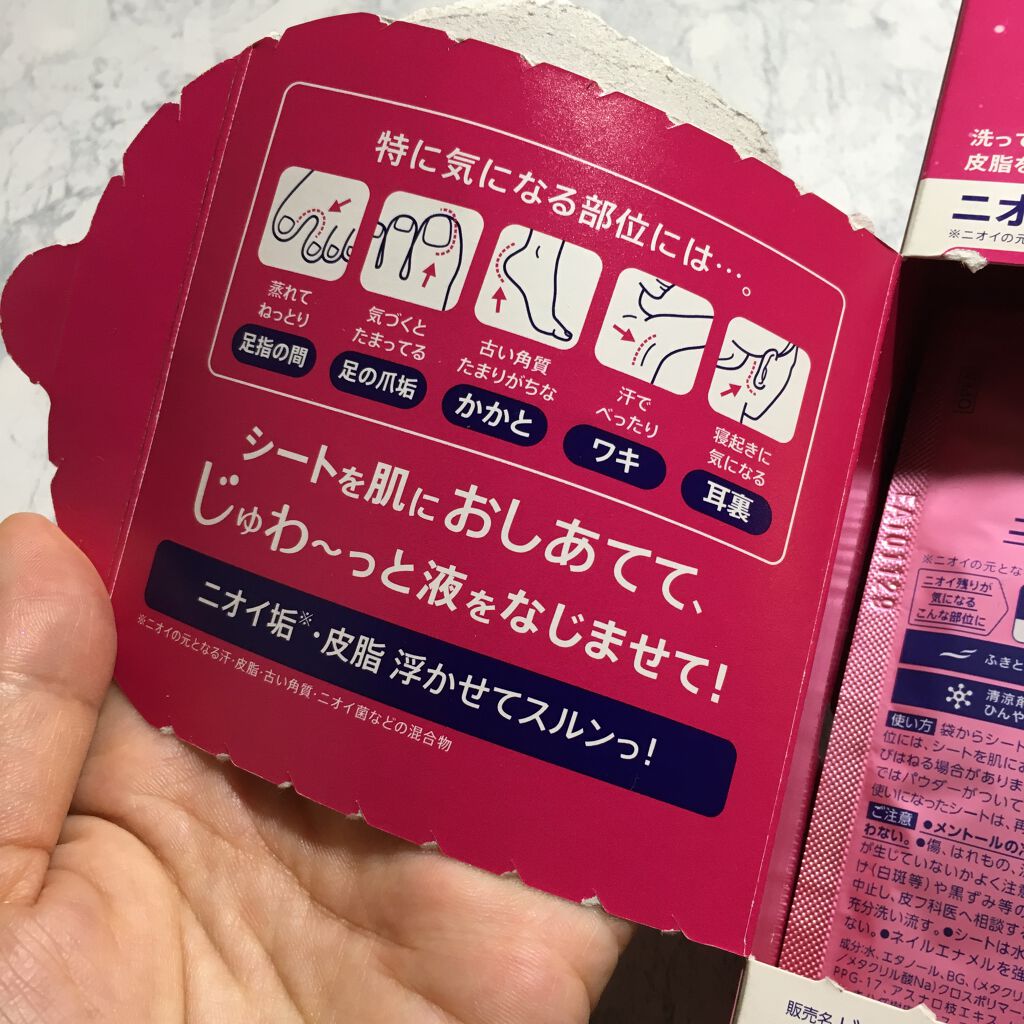 特に気になる部位には…。
蒸れて
ねっとり
足指の間
気づくと
たまってる
足の爪垢
古い角質
たまりがちな
かかと
汗で
べったり
ワキ
寝起きに
気になる
耳裏
シートを肌におしあてて、
じゅわ〜っと液をなじませて!
ニオイ垢※・皮脂 浮かせてスルンっ!
※ニオイの元となる汗・皮脂・古い角質・ニオイ菌などの混合物
洗って
皮脂を
ニオ
※ニオイの元
※ニオイの元とな
ニオイ残りが
気になる
こんな部位に
ふきと
清涼剤
ひんや
使い方 袋からシート
位には、シートを肌にお
びはねる場合がありま
ではパウダーがついて
使いになったシートは、再
ご注意 ●メントールの
わない。●傷、はれもの、
が生じていないかよく注意
け(白斑等)や黒ずみ等の
中止し、皮フ科医へ相談する
充分洗い流す。●シートは水
ない。●ネイルエナメルを強
成分:水、エタノール、BG、(メタクリ
/メタクリル酸Na)クロスポリマー
PPG-17、アスナロ枝エキス
販売名